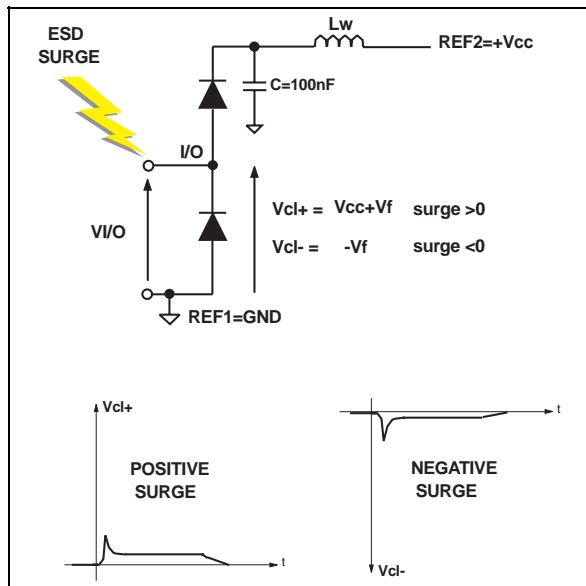 ESD
SURGE
Lw
REF2=+Vcc
C=100nF
I/O
VI/O
Vcl+ = Vcc+Vf surge >0
Vcl- = -Vf surge <0
REF1=GND
Vcl+
t
POSITIVE
SURGE
NEGATIVE
SURGE
t
Vcl-